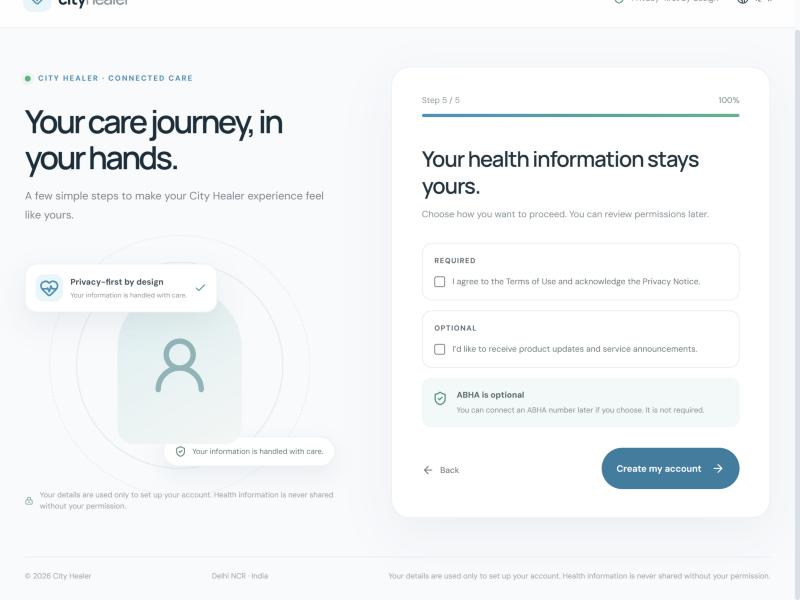 city healer
CITY HEALER · CONNECTED CARE
Your care journey, in
your hands.
A few simple steps to make your City Healer experience feel
like yours.
Privacy-first by design
Your information is handled with care.
Your information is handled with care.
Your details are used only to set up your account. Health information is never shared
without your permission.
Step 5 / 5
100%
Your health information stays
yours.
Choose how you want to proceed. You can review permissions later.
REQUIRED
I agree to the Terms of Use and acknowledge the Privacy Notice.
OPTIONAL
I'd like to receive product updates and service announcements.
ABHA is optional
You can connect an ABHA number later if you choose. It is not required.
Back
Create my account
© 2026 City Healer
Delhi NCR · India
Your details are used only to set up your account. Health information is never shared without your permission.